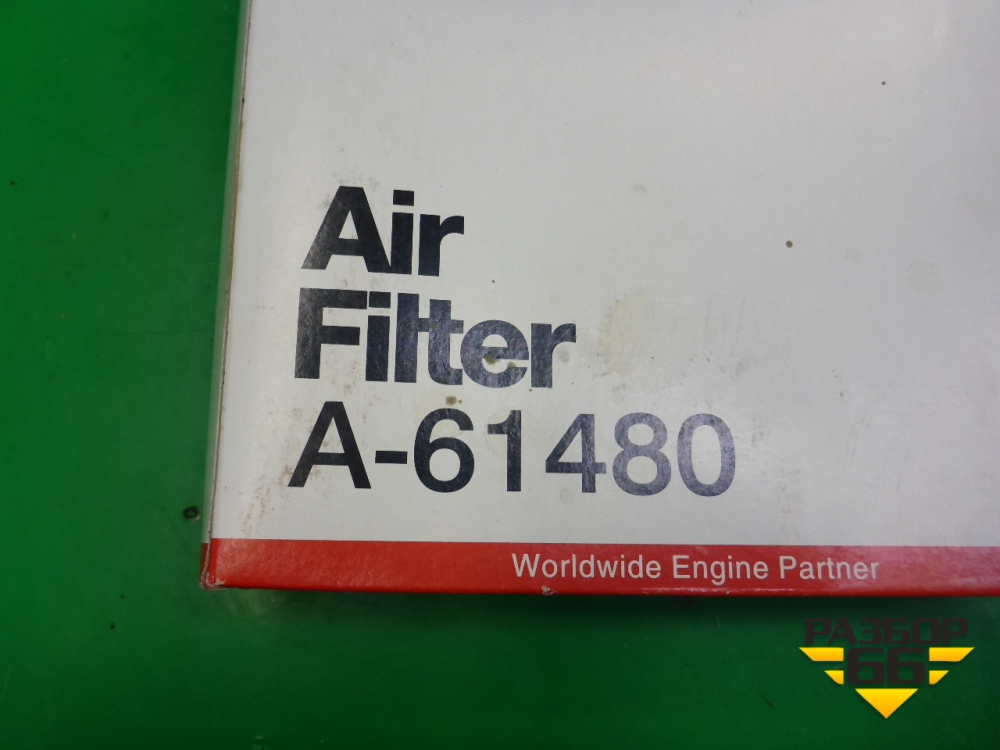 Air
Filter
A-61480
Worldwide Engine Partner
РАЗБОР
66